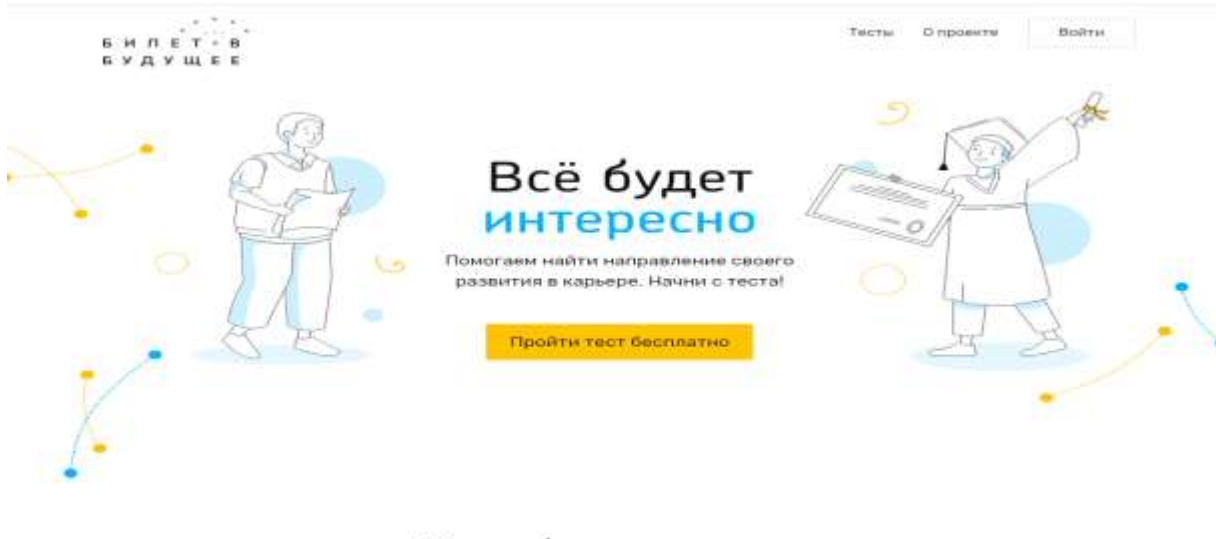 БИЛЕТ·В
БУДУЩЕЕ
Тесты О проекте Войти
Всё будет
интересно
Помогаем найти направление своего
развития в карьере. Начни с теста!
Пройти тест бесплатно